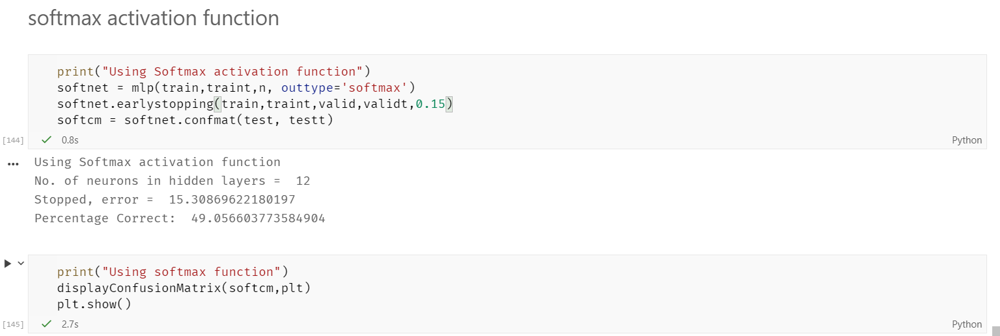 softmax activation function
print("Using Softmax activation function")
softnet = mlp(train,traint,n, outtype='softmax')
softnet.earlystopping(train,traint,valid,validt,0.15)
softcm = softnet.confmat(test, testt)
[144] 0.8s Python
Using Softmax activation function
No. of neurons in hidden layers =  12
Stopped, error =  15.30869622180197
Percentage Correct:  49.056603773584904
print("Using softmax function")
displayConfusionMatrix(softcm,plt)
plt.show()
[145] 2.7s Python